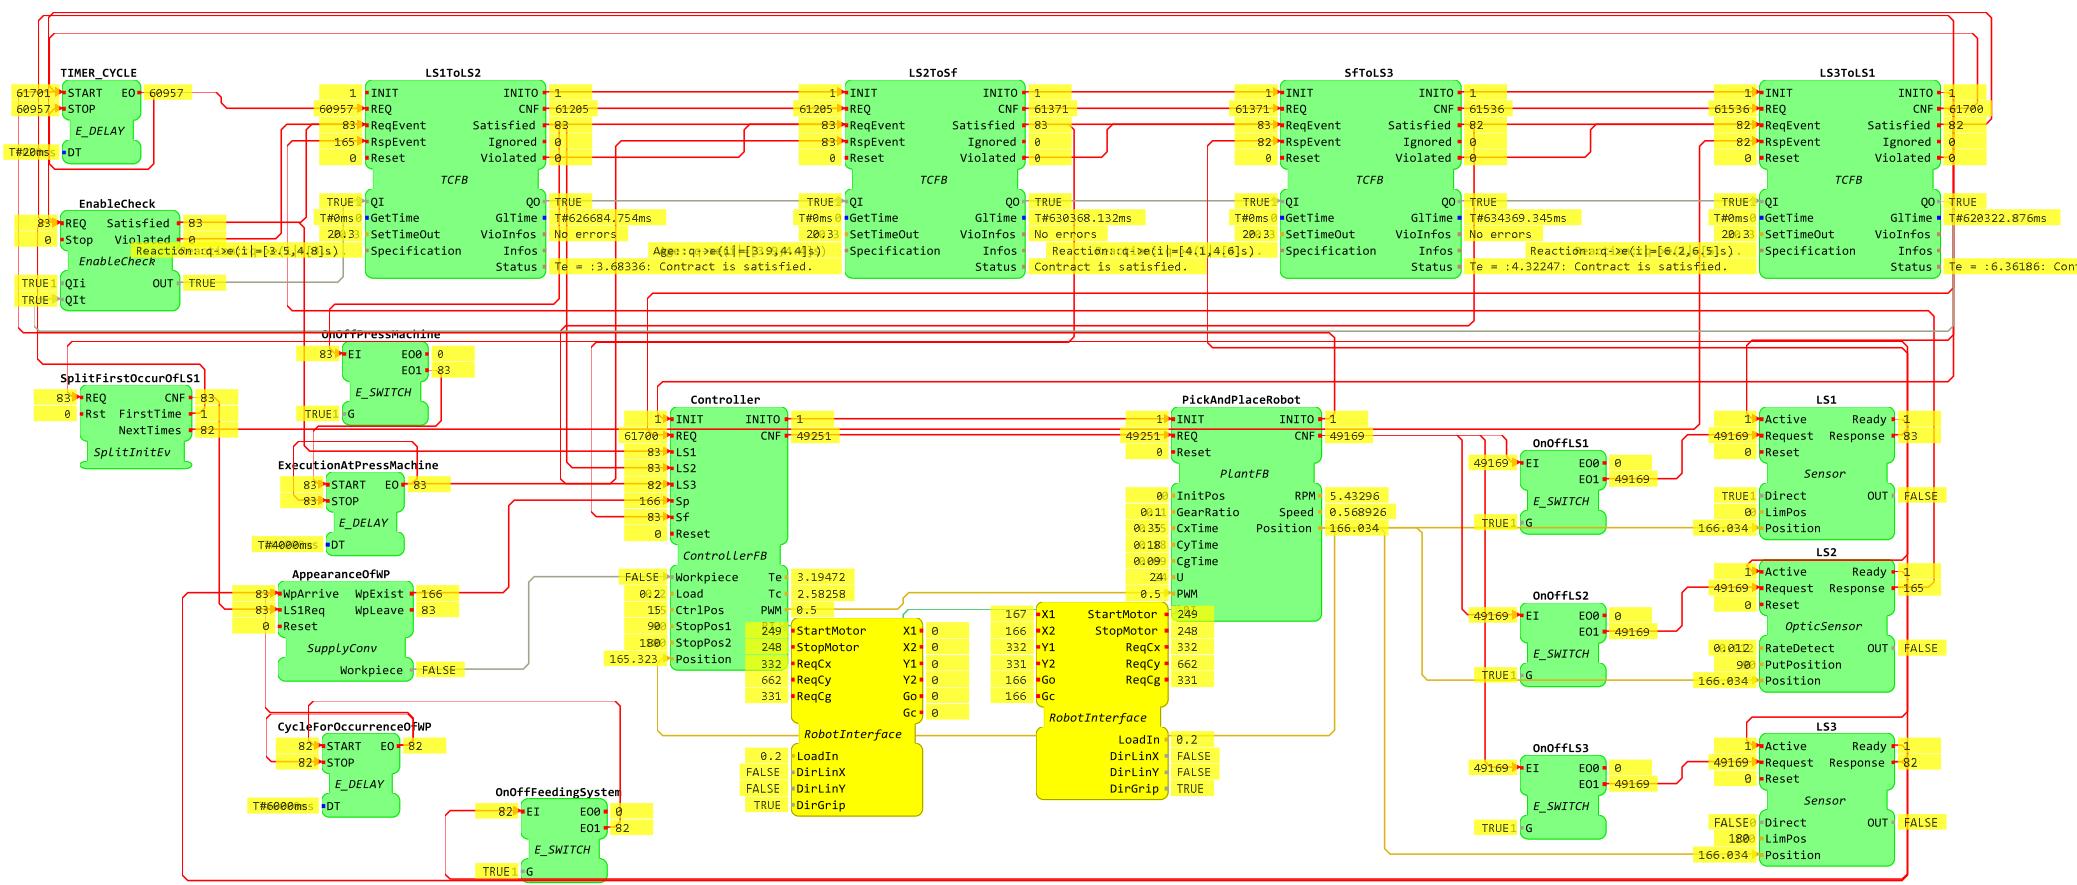 TIMER_CYCLE
61701 START EO 60957
60957 STOP
E_DELAY
T#20ms DT
LS1ToLS2
1 INIT INITO 1
60957 REQ CNF 61205
83 ReqEvent Satisfied 83
165 RspEvent Ignored 0
0 Reset Violated 0
TCFB
TRUE QI QO TRUE
T#0ms GetTime GlTime T#626684.754ms
20.3 SetTimeOut VioInfos No errors
Reaction: q->e(i|=[3.5,4.8]s) Specification Infos
Status Te = :3.68336: Contract is satisfied.
LS2ToSf
1 INIT INITO 1
61205 REQ CNF 61371
83 ReqEvent Satisfied 83
83 RspEvent Ignored 0
0 Reset Violated 0
TCFB
TRUE QI QO TRUE
T#0ms GetTime GlTime T#630368.132ms
20.3 SetTimeOut VioInfos No errors
Specification Infos
Status Contract is satisfied.
SfToLS3
1 INIT INITO 1
61371 REQ CNF 61536
83 ReqEvent Satisfied 82
82 RspEvent Ignored 0
0 Reset Violated 0
TCFB
TRUE QI QO TRUE
T#0ms GetTime GlTime T#634369.345ms
20.3 SetTimeOut VioInfos No errors
Reaction: q->e(i|=[4.1,4.6]s) Specification Infos
Status Te = :4.32247: Contract is satisfied.
LS3ToLS1
1 INIT INITO 1
61536 REQ CNF 61700
82 ReqEvent Satisfied 82
82 RspEvent Ignored 0
0 Reset Violated 0
TCFB
TRUE QI QO TRUE
T#0ms GetTime GlTime T#620322.876ms
20.3 SetTimeOut VioInfos
Reaction: q->e(i|=[6.2,6.5]s) Specification Infos
Status Te = :6.36186: Con
EnableCheck
83 REQ Satisfied 83
0 Stop Violated 0
EnableCheck
TRUE QIi OUT TRUE
TRUE QIt
OnOffPressMachine
83 EI EO0 0
EO1 83
E_SWITCH
TRUE G
SplitFirstOccurOfLS1
83 REQ CNF 83
0 Rst FirstTime 1
NextTimes 82
SplitInitEv
ExecutionAtPressMachine
83 START EO 83
83 STOP
E_DELAY
T#4000ms DT
AppearanceOfWP
83 WpArrive WpExist 166
83 LS1Req WpLeave 83
0 Reset
SupplyConv
Workpiece FALSE
CycleForOccurrenceOfWP
82 START EO 82
82 STOP
E_DELAY
T#6000ms DT
OnOffFeedingSystem
82 EI EO0 0
EO1 82
E_SWITCH
TRUE G
Controller
1 INIT INITO 1
61700 REQ CNF 49251
83 LS1
83 LS2
82 LS3
166 Sp
83 Sf
0 Reset
ControllerFB
FALSE Workpiece Te 3.19472
0.2 Load Tc 2.58258
15 CtrlPos PWM 0.5
90 StopPos1
180 StopPos2
165.323 Position
249 StartMotor X1 0
248 StopMotor X2 0
332 ReqCx Y1 0
662 ReqCy Y2 0
331 ReqCg Go 0
Gc 0
RobotInterface
0.2 LoadIn
FALSE DirLinX
FALSE DirLinY
TRUE DirGrip
PickAndPlaceRobot
1 INIT INITO 1
49251 REQ CNF 49169
0 Reset
PlantFB
0 InitPos RPM 5.43296
0.1 GearRatio Speed 0.568926
0.35 CxTime Position 166.034
0.18 CyTime
0.09 CgTime
24 U
0.5 PWM
167 X1 StartMotor 249
166 X2 StopMotor 248
332 Y1 ReqCx 332
331 Y2 ReqCy 662
166 Go ReqCg 331
166 Gc
RobotInterface
LoadIn 0.2
DirLinX FALSE
DirLinY FALSE
DirGrip TRUE
OnOffLS1
49169 EI EO0 0
EO1 49169
E_SWITCH
TRUE G
LS1
1 Active Ready 1
49169 Request Response 83
0 Reset
Sensor
TRUE Direct OUT FALSE
0 LimPos
166.034 Position
OnOffLS2
49169 EI EO0 0
EO1 49169
E_SWITCH
TRUE G
LS2
1 Active Ready 1
49169 Request Response 165
0 Reset
OpticSensor
0.012 RateDetect OUT FALSE
90 PutPosition
166.034 Position
OnOffLS3
49169 EI EO0 0
EO1 49169
E_SWITCH
TRUE G
LS3
1 Active Ready 1
49169 Request Response 82
0 Reset
Sensor
FALSE Direct OUT FALSE
180 LimPos
166.034 Position